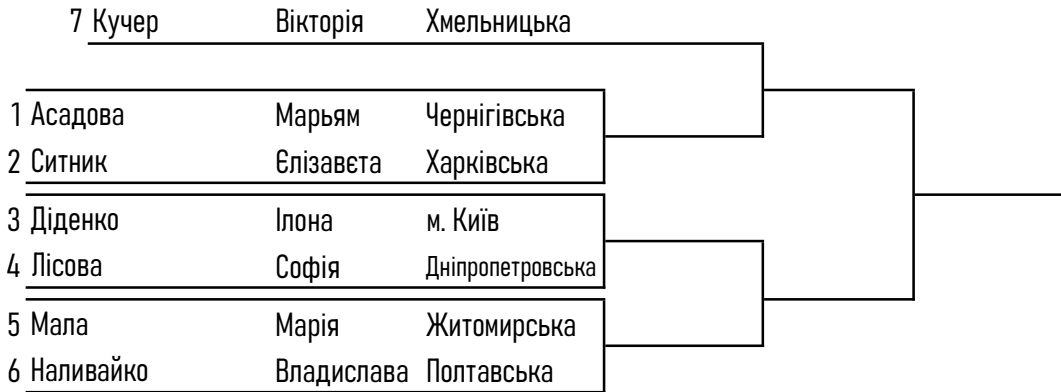 7 Кучер Вікторія Хмельницька
1 Асадова Марьям Чернігівська
2 Ситник Єлізавєта Харківська
3 Діденко Ілона м. Київ
4 Лісова Софія Дніпропетровська
5 Мала Марія Житомирська
6 Наливайко Владислава Полтавська